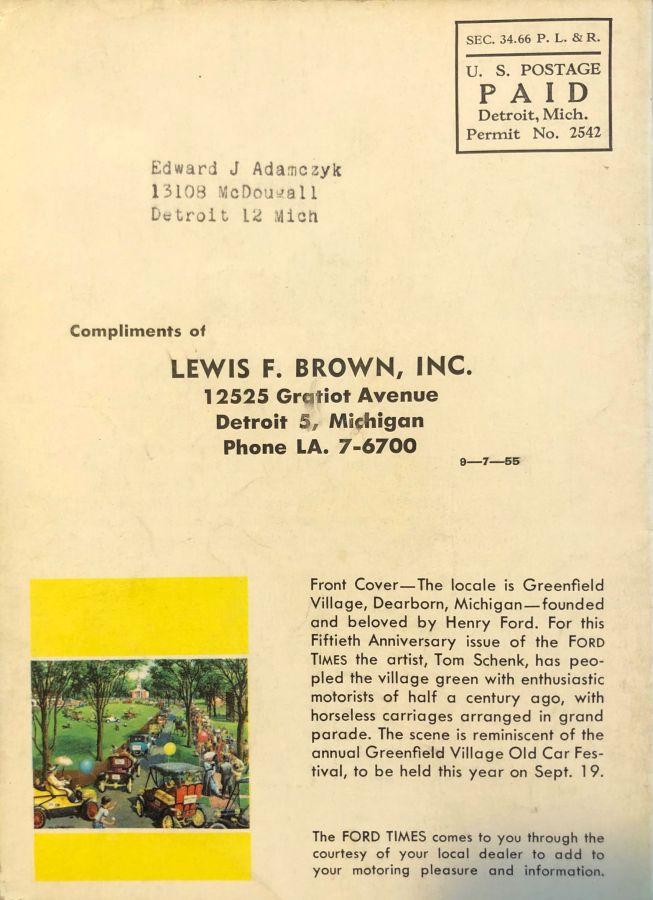 SEC. 34.66 P. L. & R.
U. S. POSTAGE
PAID
Detroit, Mich.
Permit No. 2542
Edward J Adamczyk
13108 McDougall
Detroit 12 Mich
Compliments of
LEWIS F. BROWN, INC.
12525 Gratiot Avenue
Detroit 5, Michigan
Phone LA. 7-6700
9—7—55
Front Cover—The locale is Greenfield
Village, Dearborn, Michigan—founded
and beloved by Henry Ford. For this
Fiftieth Anniversary issue of the FORD
TIMES the artist, Tom Schenk, has peo-
pled the village green with enthusiastic
motorists of half a century ago, with
horseless carriages arranged in grand
parade. The scene is reminiscent of the
annual Greenfield Village Old Car Fes-
tival, to be held this year on Sept. 19.
The FORD TIMES comes to you through the
courtesy of your local dealer to add to
your motoring pleasure and information.